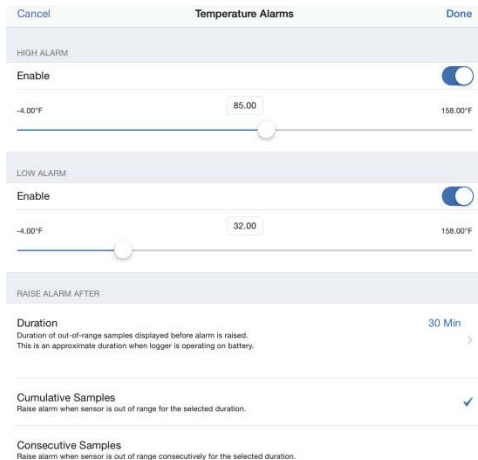 Cancel Temperature Alarms Done
HIGH ALARM
Enable
-4.00°F 85.00 158.00°F
LOW ALARM
Enable
-4.00°F 32.00 158.00°F
RAISE ALARM AFTER
Duration 30 Min
Duration of out-of-range samples displayed before alarm is raised.
This is an approximate duration when logger is operating on battery.
Cumulative Samples
Raise alarm when sensor is out of range for the selected duration.
Consecutive Samples
Raise alarm when sensor is out of range consecutively for the selected duration.